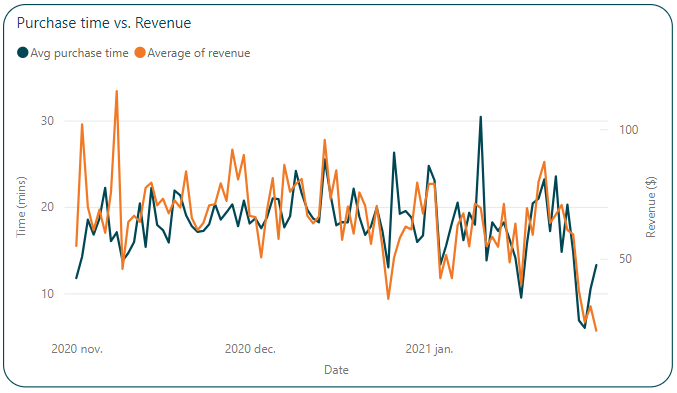 Purchase time vs. Revenue
Avg purchase time Average of revenue
30
20
10
Time (mins)
100
50
Revenue ($)
2020 nov. 2020 dec. 2021 jan.
Date